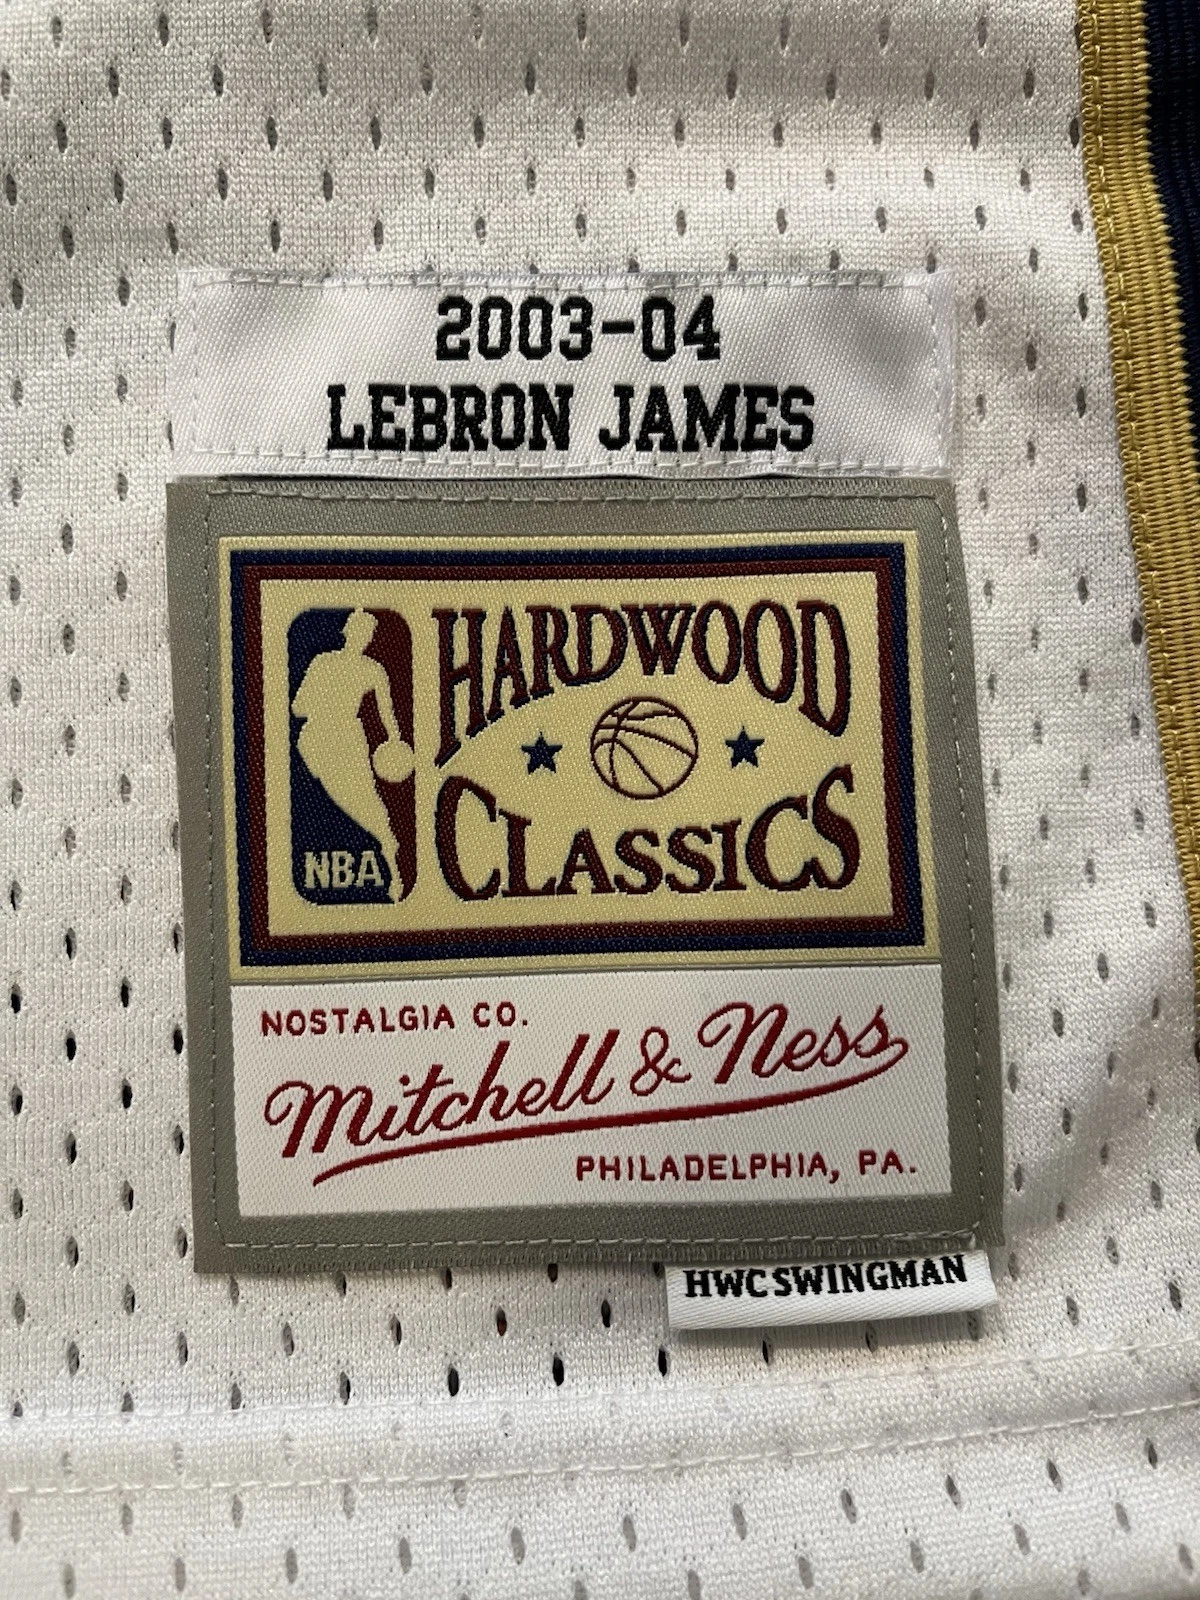 2003-04
LEBRON JAMES
HARDWOOD
CLASSICS
NBA
NOSTALGIA CO.
Mitchell & Ness
PHILADELPHIA, PA.
HWC SWINGMAN